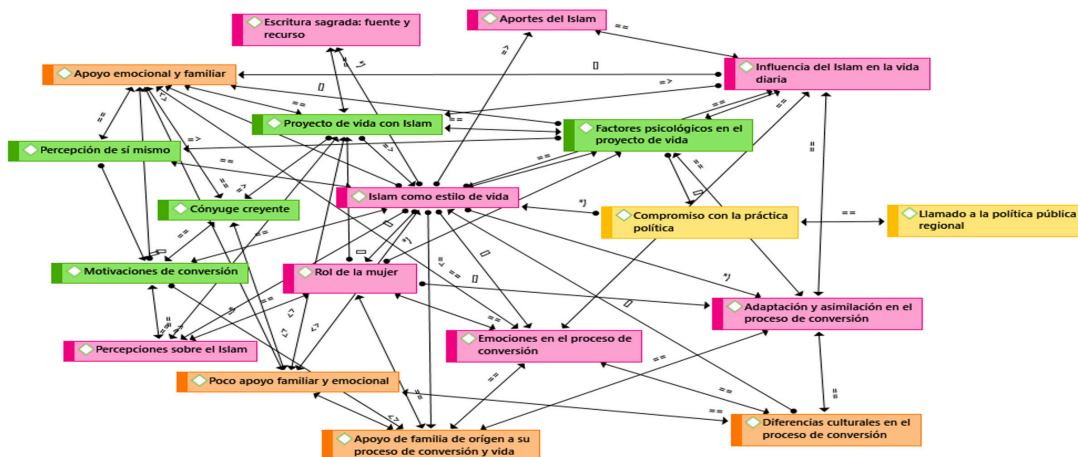 Escritura sagrada: fuente y
recurso
Aportes del Islam
Apoyo emocional y familiar
Influencia del Islam en la vida
diaria
Proyecto de vida con Islam
Factores psicológicos en el
proyecto de vida
Percepción de sí mismo
Islam como estilo de vida
Cónyuge creyente
Compromiso con la práctica
política
Llamado a la política pública
regional
Motivaciones de conversión
Rol de la mujer
Adaptación y asimilación en el
proceso de conversión
Percepciones sobre el Islam
Emociones en el proceso de
conversión
Poco apoyo familiar y emocional
Diferencias culturales en el
proceso de conversión
Apoyo de familia de orígen a su
proceso de conversión y vida